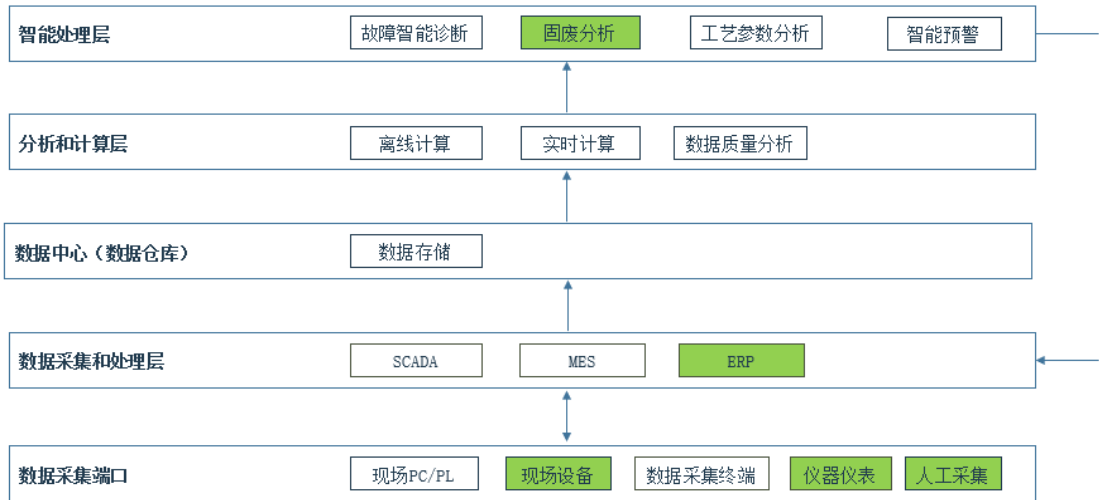 智能处理层 故障智能诊断 固废分析 工艺参数分析 智能预警
分析和计算层 离线计算 实时计算 数据质量分析
数据中心（数据仓库） 数据存储
数据采集和处理层 SCADA MES ERP
数据采集端口 现场PC/PL 现场设备 数据采集终端 仪器仪表 人工采集